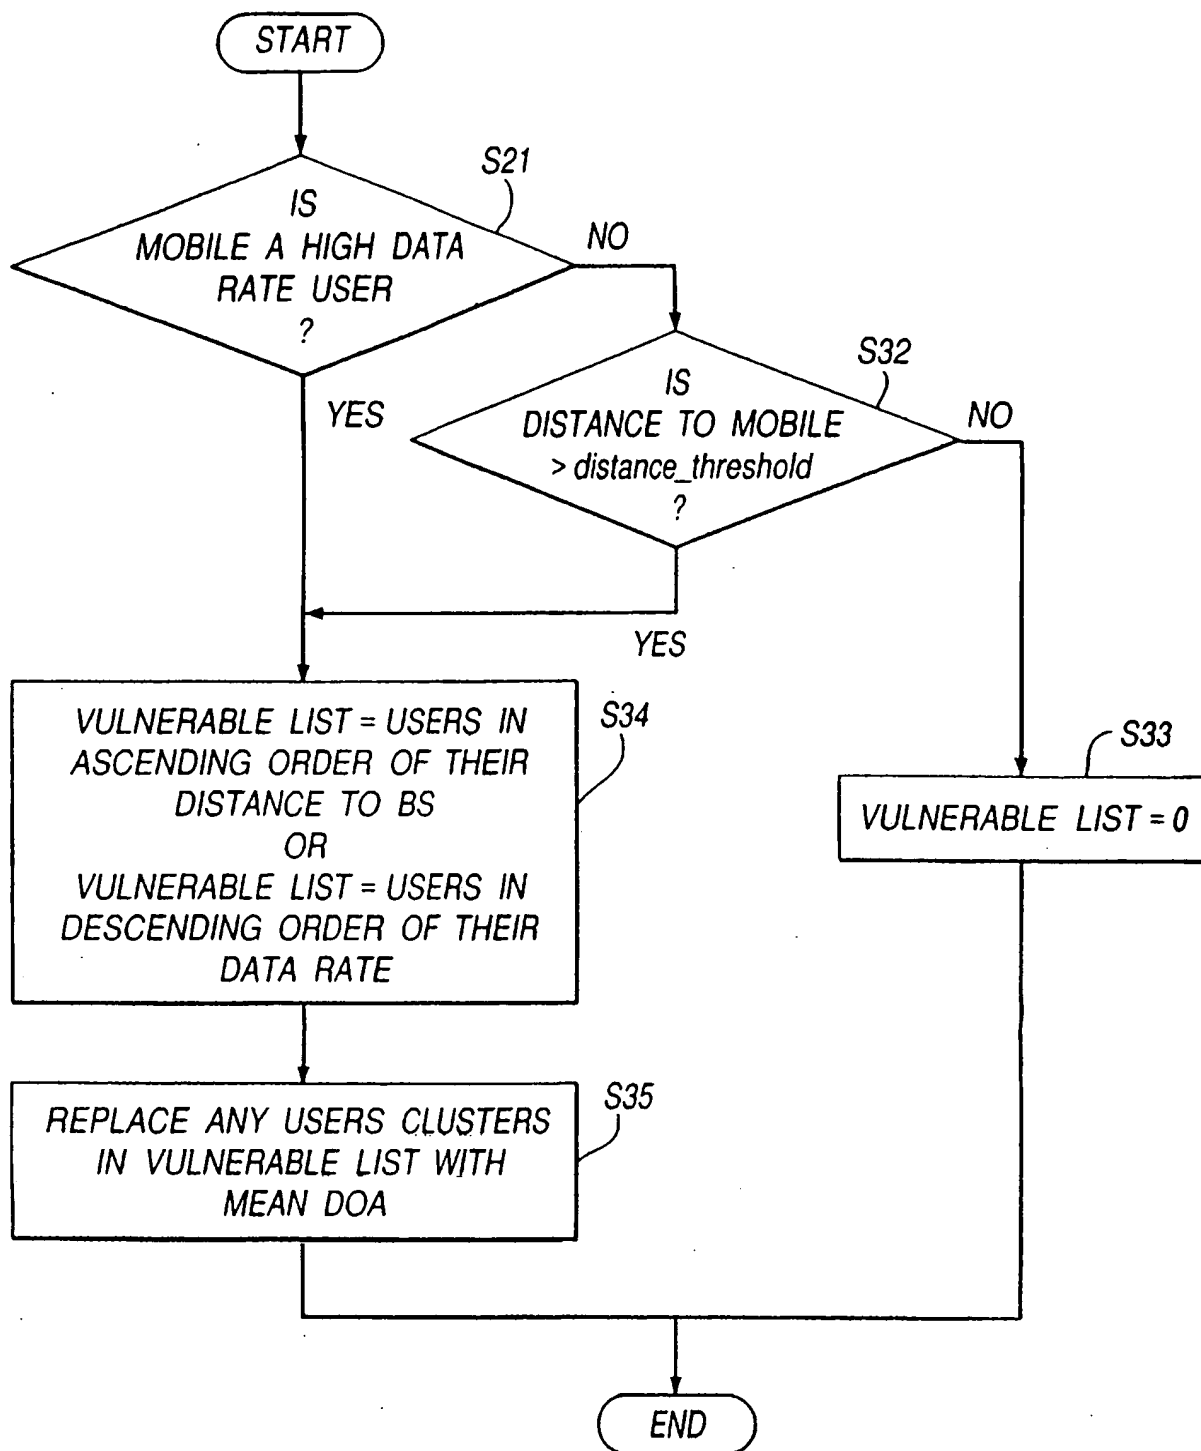 START
S21
IS
MOBILE A HIGH DATA
RATE USER
?
NO
YES
S32
IS
DISTANCE TO MOBILE
> distance_threshold
?
NO
YES
S34
VULNERABLE LIST = USERS IN
ASCENDING ORDER OF THEIR
DISTANCE TO BS
OR
VULNERABLE LIST = USERS IN
DESCENDING ORDER OF THEIR
DATA RATE
S33
VULNERABLE LIST = 0
S35
REPLACE ANY USERS CLUSTERS
IN VULNERABLE LIST WITH
MEAN DOA
END